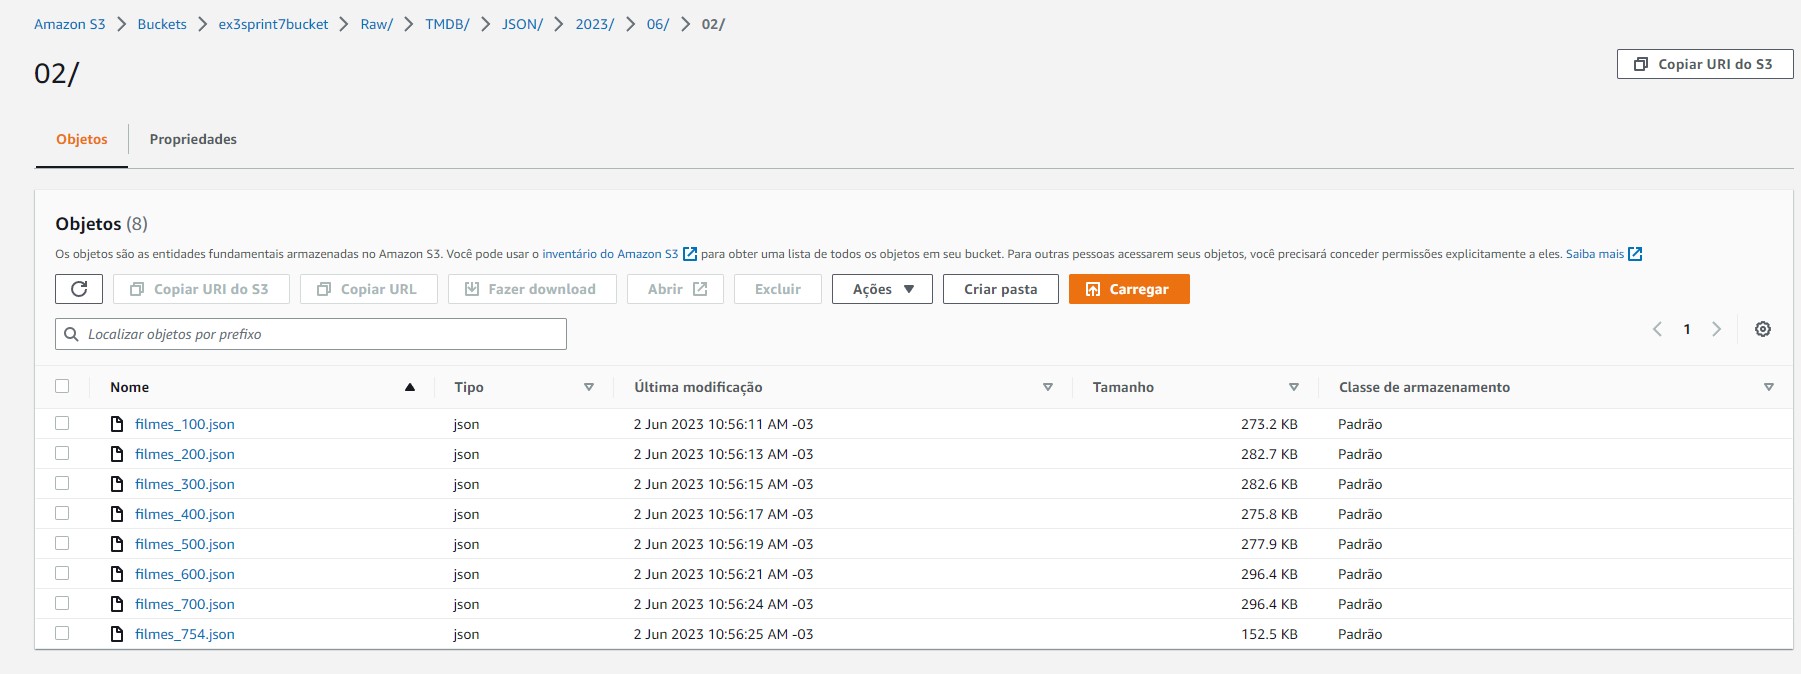 Amazon S3 > Buckets > ex3sprint7bucket > Raw/ > TMDB/ > JSON/ > 2023/ > 06/ > 02/
02/
Copiar URI do S3
Objetos Propriedades
Objetos (8)
Os objetos são as entidades fundamentais armazenadas no Amazon S3. Você pode usar o inventário do Amazon S3 para obter uma lista de todos os objetos em seu bucket. Para outras pessoas acessarem seus objetos, você precisará conceder permissões explicitamente a eles. Saiba mais
Copiar URI do S3 Copiar URL Fazer download Abrir Excluir Ações Criar pasta Carregar
Localizar objetos por prefixo
1
Nome Tipo Última modificação Tamanho Classe de armazenamento
filmes_100.json json 2 Jun 2023 10:56:11 AM -03 273.2 KB Padrão
filmes_200.json json 2 Jun 2023 10:56:13 AM -03 282.7 KB Padrão
filmes_300.json json 2 Jun 2023 10:56:15 AM -03 282.6 KB Padrão
filmes_400.json json 2 Jun 2023 10:56:17 AM -03 275.8 KB Padrão
filmes_500.json json 2 Jun 2023 10:56:19 AM -03 277.9 KB Padrão
filmes_600.json json 2 Jun 2023 10:56:21 AM -03 296.4 KB Padrão
filmes_700.json json 2 Jun 2023 10:56:24 AM -03 296.4 KB Padrão
filmes_754.json json 2 Jun 2023 10:56:25 AM -03 152.5 KB Padrão